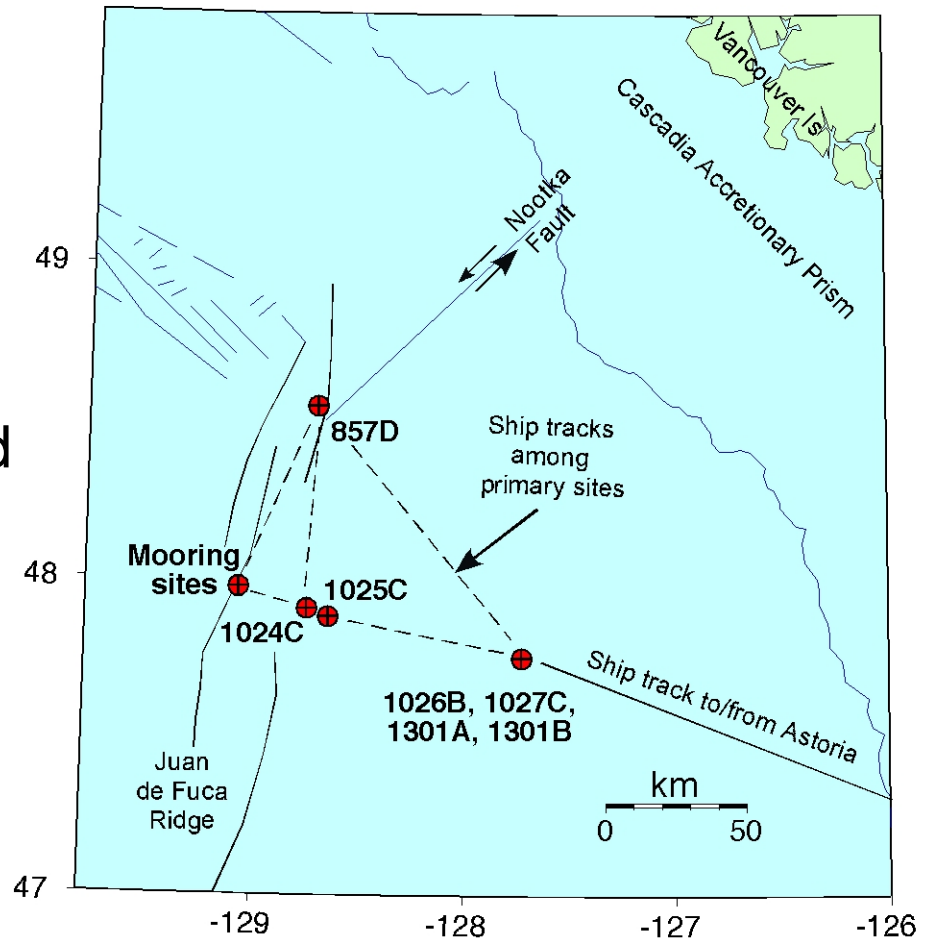 Vancouver Is
Cascadia Accretionary Prism
Nootka
Fault
49
d
857D
Ship tracks
among
primary sites
48
Mooring
sites
1025C
1024C
Ship track to/from Astoria
1026B, 1027C,
1301A, 1301B
Juan
de Fuca
Ridge
km
0 50
47
-129 -128 -127 -126